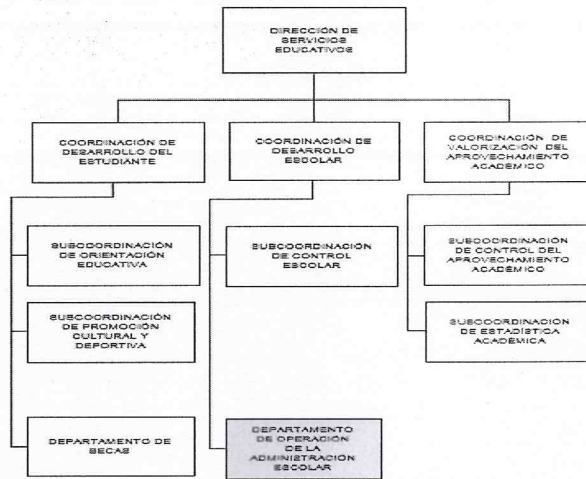 DIRECCIÓN DE
SERVICIOS
EDUCATIVOS
COORDINACIÓN DE
DESARROLLO DEL
ESTUDIANTE
COORDINACIÓN DE
DESARROLLO
ESCOLAR
COORDINACIÓN DE
VALORIZACIÓN DEL
APROVECHAMIENTO
ACADÉMICO
SUBCOORDINACIÓN
DE ORIENTACIÓN
EDUCATIVA
SUBCOORDINACIÓN
DE CONTROL
ESCOLAR
SUBCOORDINACIÓN
DE CONTROL DEL
APROVECHAMIENTO
ACADÉMICO
SUBCOORDINACIÓN
DE PROMOCIÓN
CULTURAL Y
DEPORTIVA
SUBCOORDINACIÓN
DE ESTADÍSTICA
ACADÉMICA
DEPARTAMENTO DE
BECAS
DEPARTAMENTO
DE OPERACIÓN
DE LA
ADMINISTRACIÓN
ESCOLAR